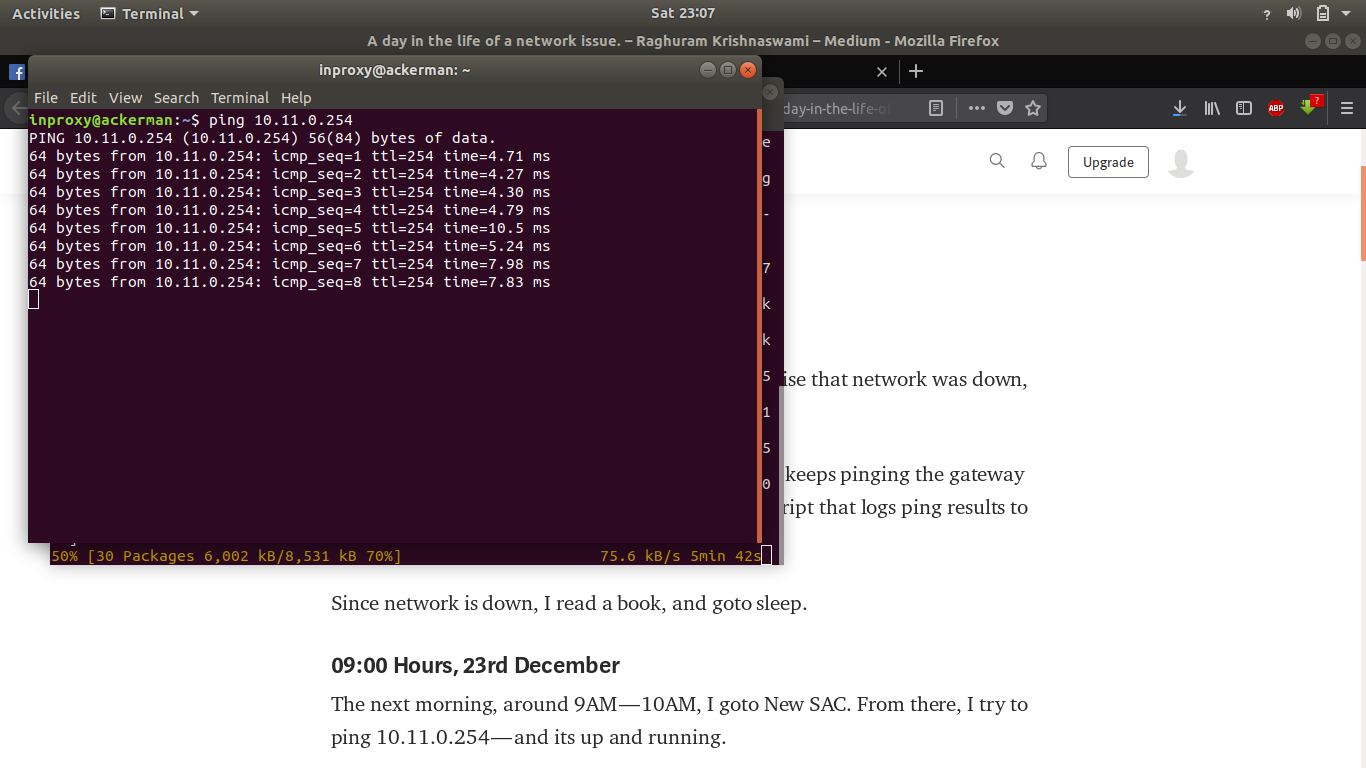 Activities Terminal Sat 23:07 ?
A day in the life of a network issue. – Raghuram Krishnaswami – Medium - Mozilla Firefox
f
inproxy@ackerman: ~
File Edit View Search Terminal Help
day-in-the-life-of
ABP ?
inproxy@ackerman:~$ ping 10.11.0.254
PING 10.11.0.254 (10.11.0.254) 56(84) bytes of data.
64 bytes from 10.11.0.254: icmp_seq=1 ttl=254 time=4.71 ms
64 bytes from 10.11.0.254: icmp_seq=2 ttl=254 time=4.27 ms
64 bytes from 10.11.0.254: icmp_seq=3 ttl=254 time=4.30 ms
64 bytes from 10.11.0.254: icmp_seq=4 ttl=254 time=4.79 ms
64 bytes from 10.11.0.254: icmp_seq=5 ttl=254 time=10.5 ms
64 bytes from 10.11.0.254: icmp_seq=6 ttl=254 time=5.24 ms
64 bytes from 10.11.0.254: icmp_seq=7 ttl=254 time=7.98 ms
64 bytes from 10.11.0.254: icmp_seq=8 ttl=254 time=7.83 ms
e
g
-
7
k
k
5
1
5
0
50% [30 Packages 6,002 kB/8,531 kB 70%] 75.6 kB/s 5min 42s
Upgrade
ise that network was down,
keeps pinging the gateway
ript that logs ping results to
Since network is down, I read a book, and goto sleep.
09:00 Hours, 23rd December
The next morning, around 9AM — 10AM, I goto New SAC. From there, I try to
ping 10.11.0.254 — and its up and running.